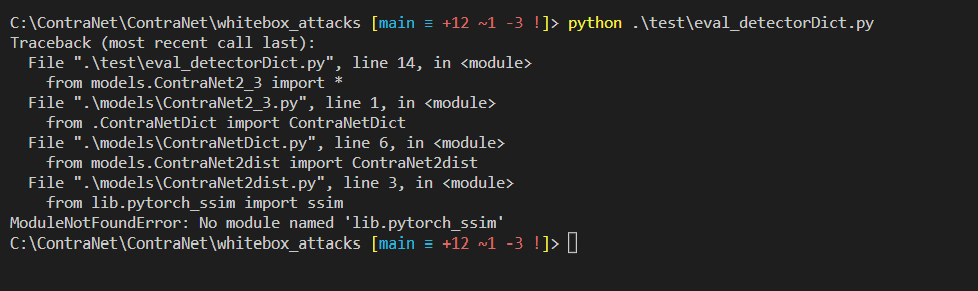 C:\ContraNet\ContraNet\whitebox_attacks [main ≡ +12 ~1 -3 !]> python .\test\eval_detectorDict.py
Traceback (most recent call last):
  File ".\test\eval_detectorDict.py", line 14, in <module>
    from models.ContraNet2_3 import *
  File ".\models\ContraNet2_3.py", line 1, in <module>
    from .ContraNetDict import ContraNetDict
  File ".\models\ContraNetDict.py", line 6, in <module>
    from models.ContraNet2dist import ContraNet2dist
  File ".\models\ContraNet2dist.py", line 3, in <module>
    from lib.pytorch_ssim import ssim
ModuleNotFoundError: No module named 'lib.pytorch_ssim'
C:\ContraNet\ContraNet\whitebox_attacks [main ≡ +12 ~1 -3 !]>